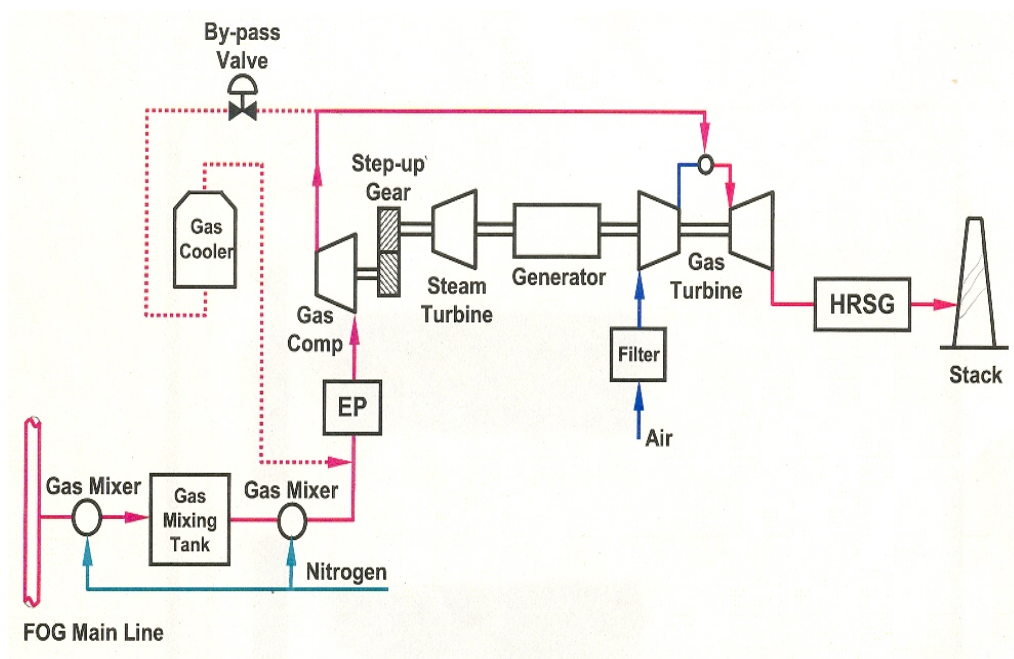 By-pass
Valve
Step-up
Gear
Gas
Cooler
Gas
Comp
Steam
Turbine
Generator
Gas
Turbine
HRSG
Stack
Filter
Air
EP
Gas Mixer
Gas
Mixing
Tank
Gas Mixer
Nitrogen
FOG Main Line